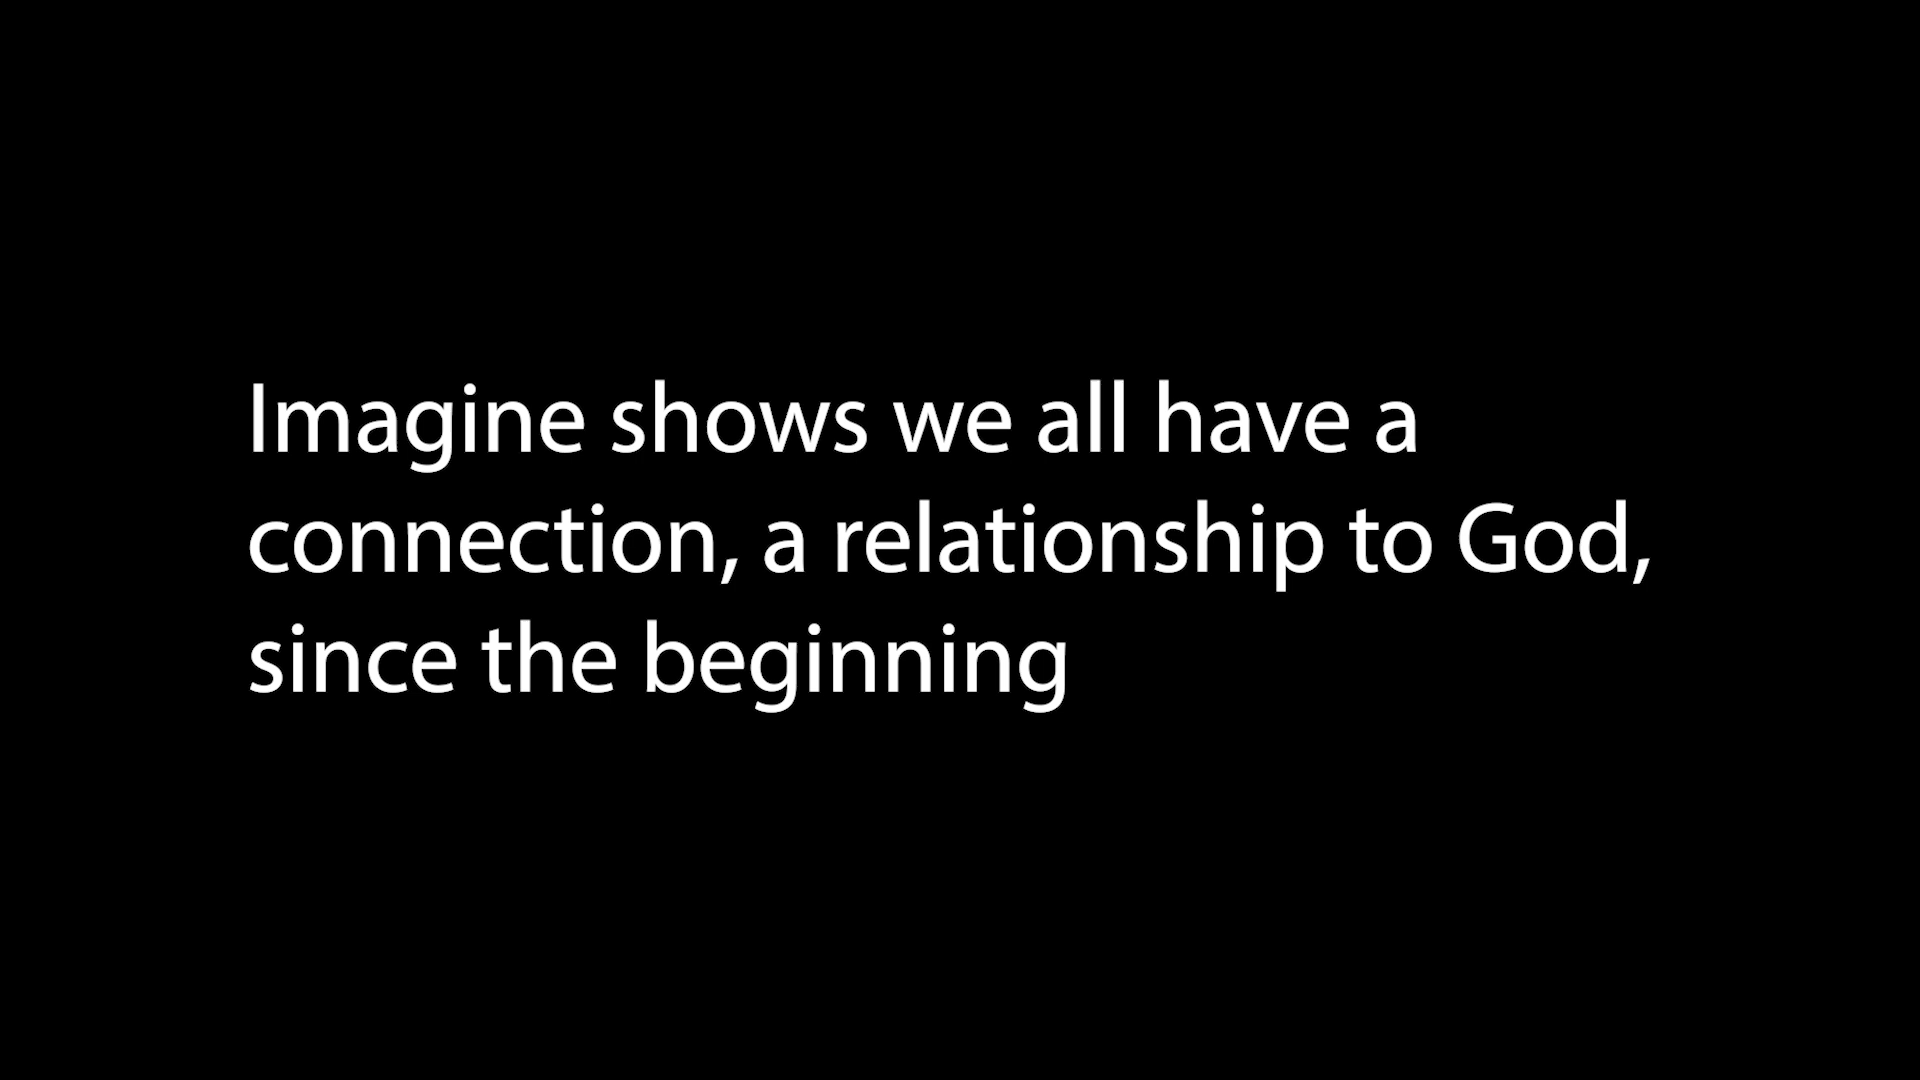 Imagine shows we all have a
connection, a relationship to God,
since the beginning